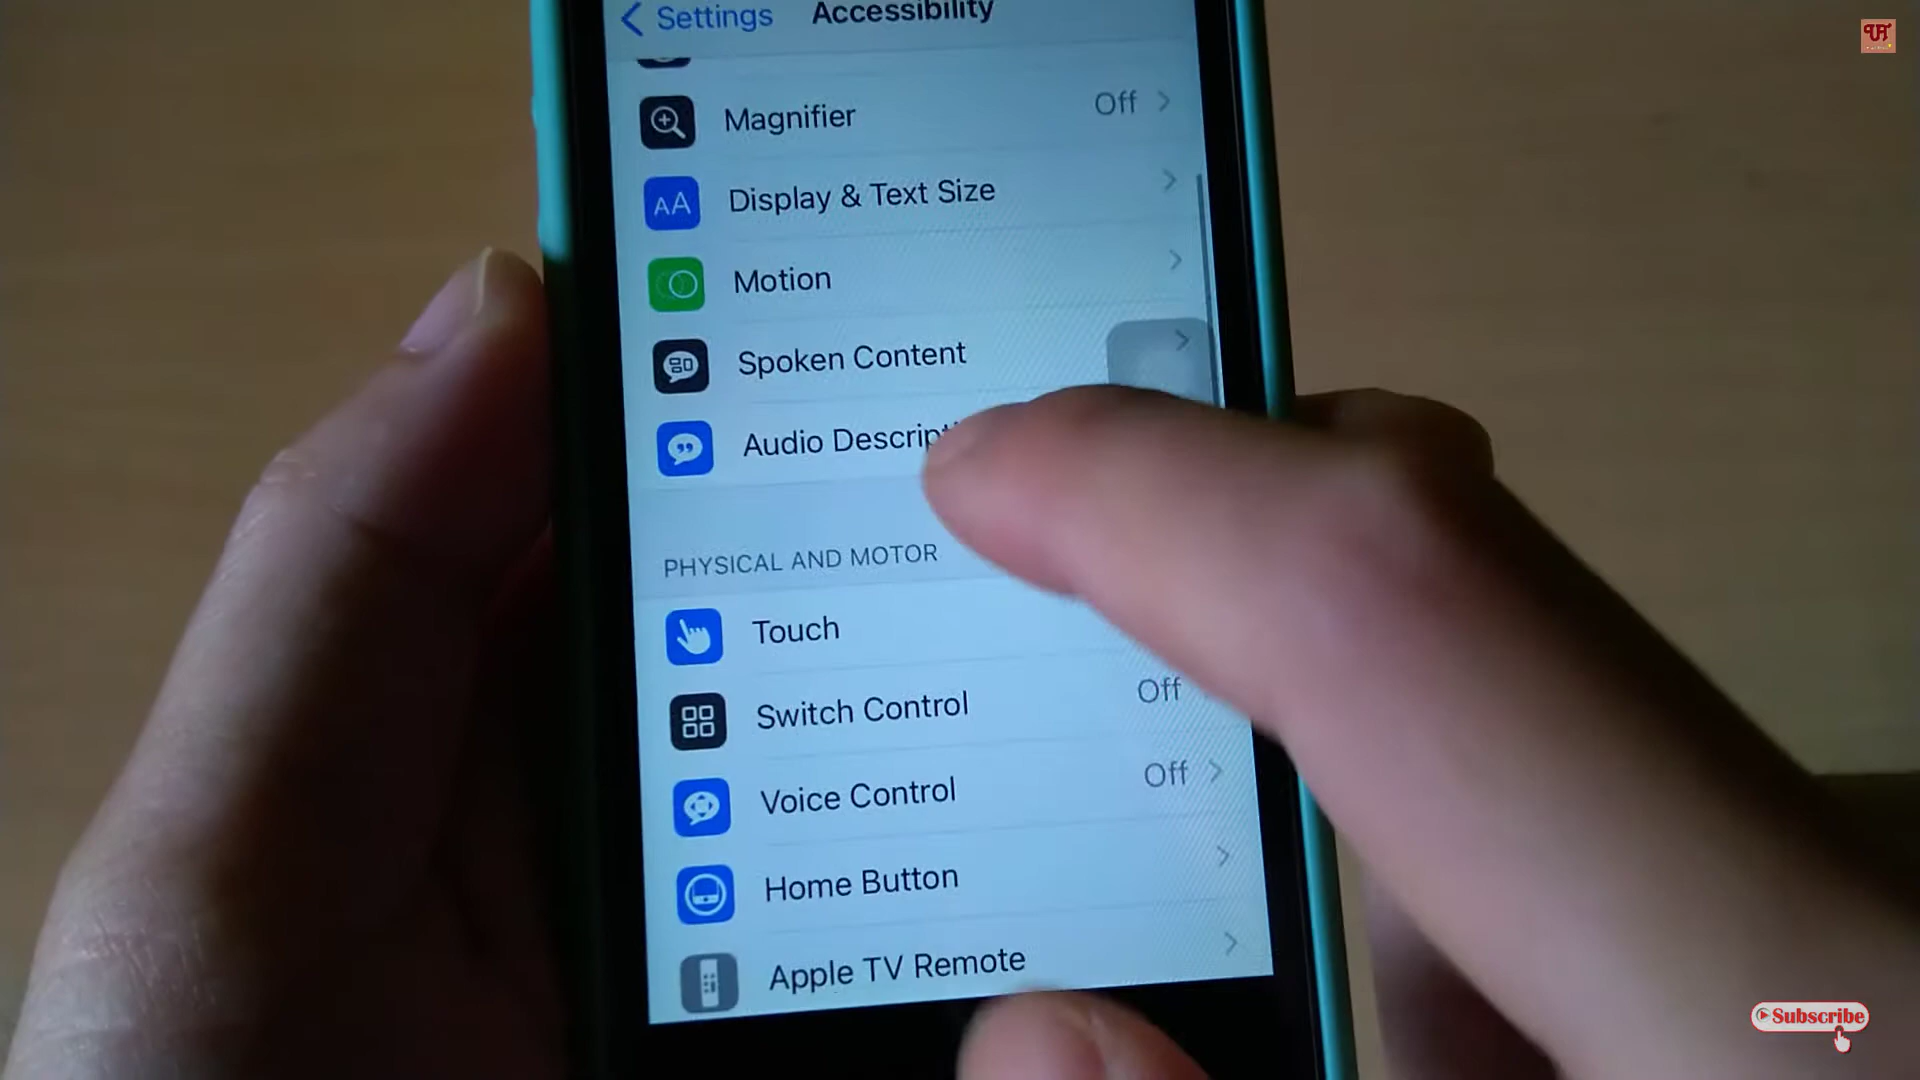 Settings Accessibility
Magnifier Off
AA Display & Text Size
Motion
Spoken Content
Audio
PHYSICAL AND MOTOR
Touch
Switch Control Off
Voice Control Off
Home Button
Apple TV Remote
Subscribe